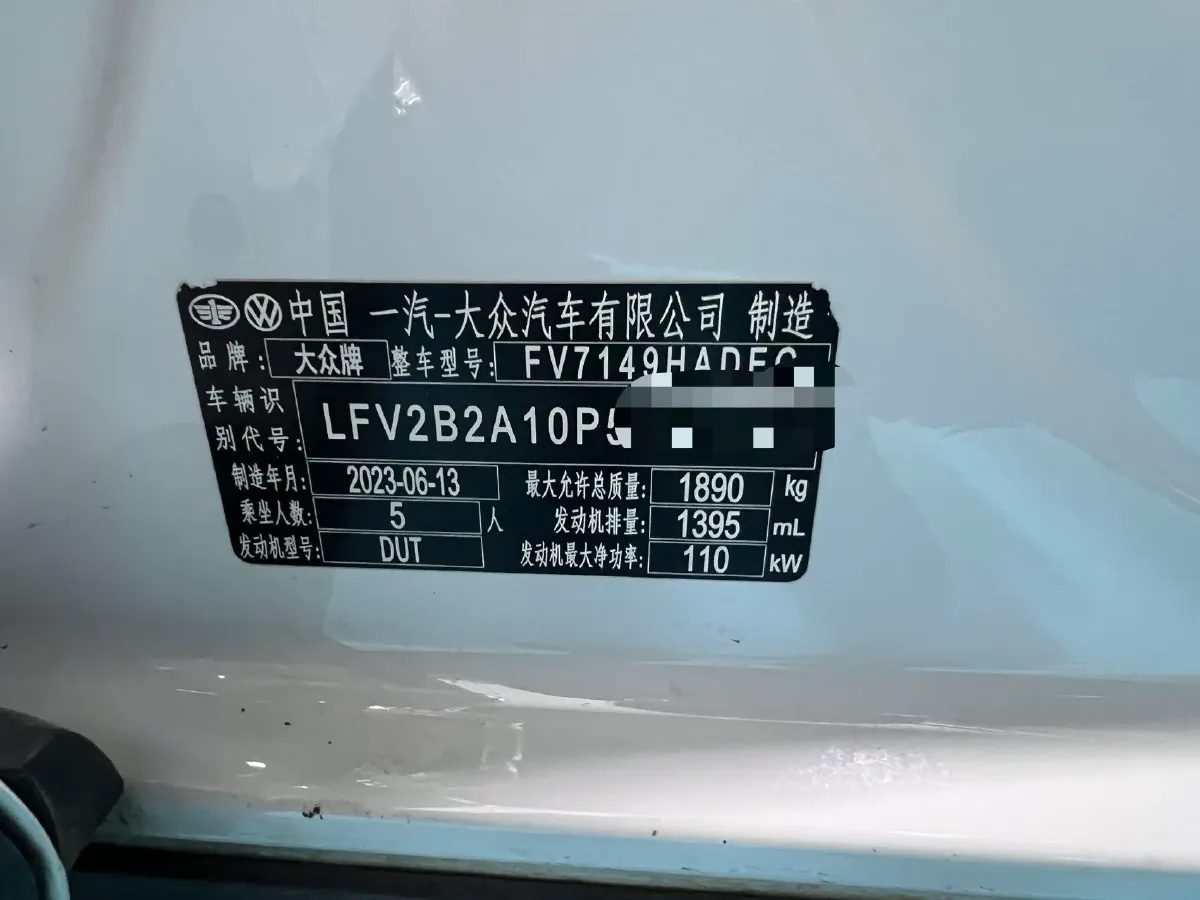 中国 一汽-大众汽车有限公司 制造
品牌: 大众牌 整车型号: FV7149HADEG
车辆识别代号: LFV2B2A10P5
制造年月: 2023-06-13 最大允许总质量: 1890 kg
乘坐人数: 5 人 发动机排量: 1395 mL
发动机型号: DUT 发动机最大净功率: 110 kW